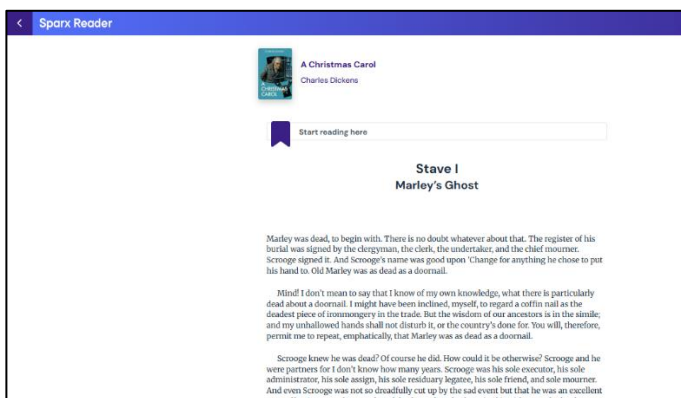 Sparx Reader
A Christmas Carol
Charles Dickens
A
CHRISTMAS
CAROL
Start reading here
Stave I
Marley's Ghost
Marley was dead, to begin with. There is no doubt whatever about that. The register of his
burial was signed by the clergyman, the clerk, the undertaker, and the chief mourner.
Scrooge signed it. And Scrooge's name was good upon 'Change for anything he chose to put
his hand to. Old Marley was as dead as a doornail.
Mind! I don't mean to say that I know of my own knowledge, what there is particularly
dead about a doornail. I might have been inclined, myself, to regard a coffin nail as the
deadest piece of ironmongery in the trade. But the wisdom of our ancestors is in the simile;
and my unhallowed hands shall not disturb it, or the country's done for. You will, therefore,
permit me to repeat, emphatically, that Marley was as dead as a doornail.
Scrooge knew he was dead? Of course he did. How could it be otherwise? Scrooge and he
were partners for I don't know how many years. Scrooge was his sole executor, his sole
administrator, his sole assign, his sole residuary legatee, his sole friend, and sole mourner.
And even Scrooge was not so dreadfully cut up by the sad event but that he was an excellent